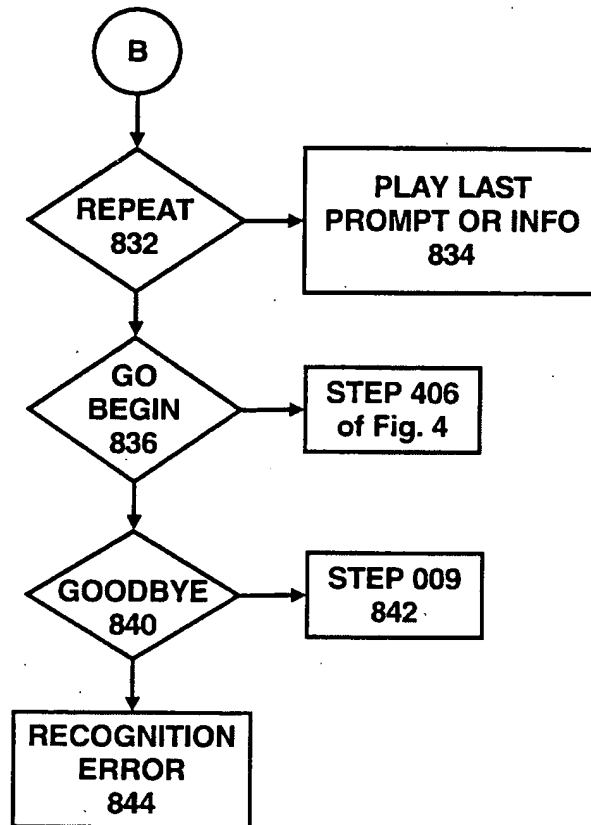 B
REPEAT
832
PLAY LAST
PROMPT OR INFO
834
GO
BEGIN
836
STEP 406
of Fig. 4
GOODBYE
840
STEP 009
842
RECOGNITION
ERROR
844